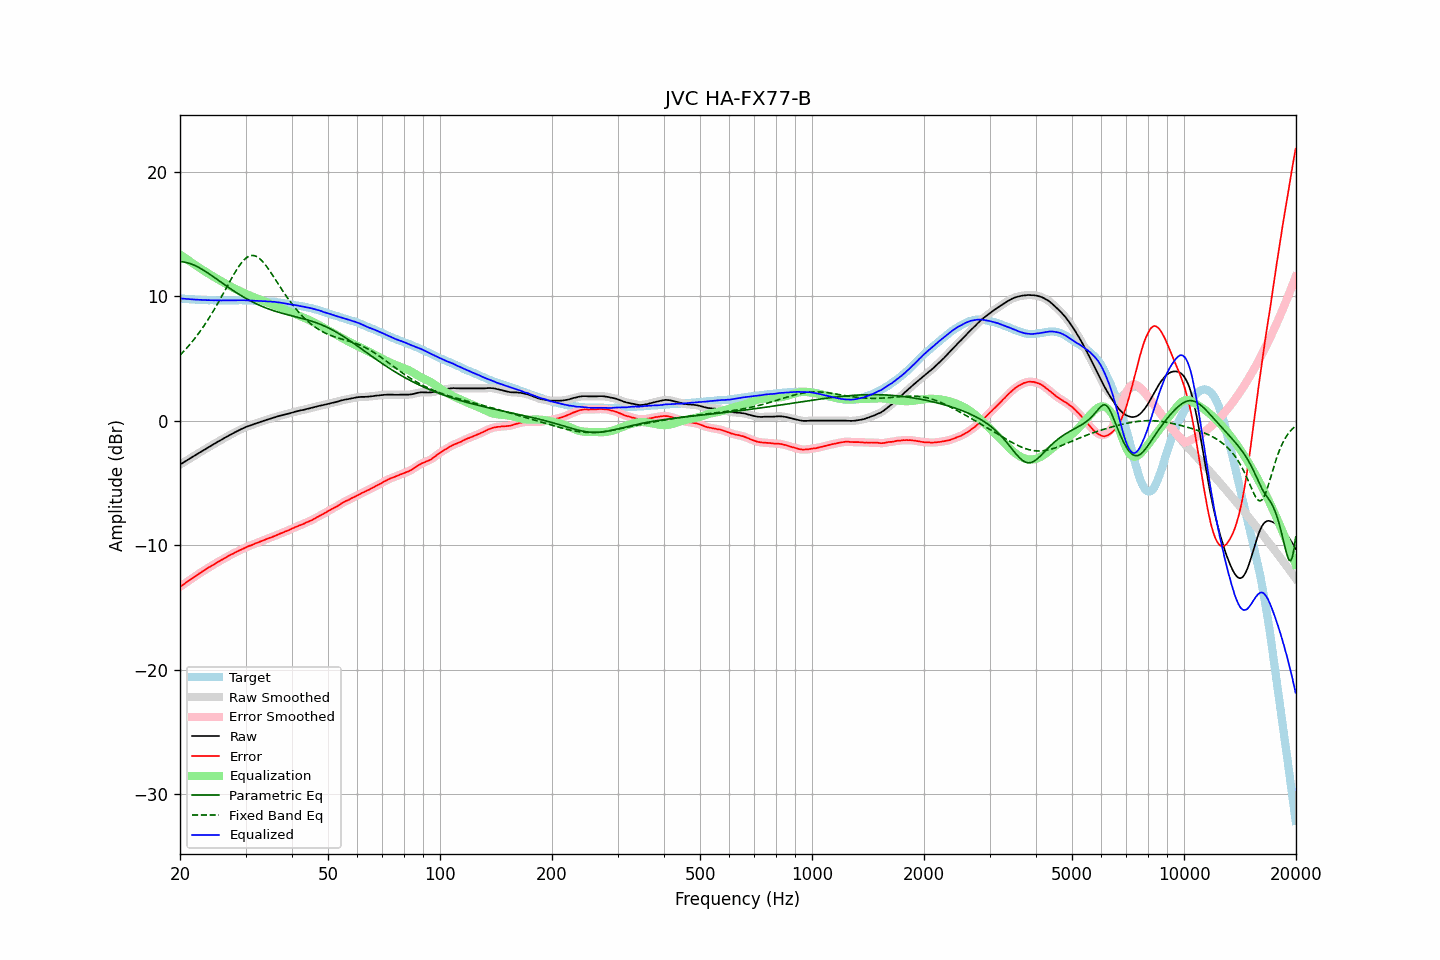 JVC HA-FX77-B
Amplitude (dBr)
20
10
0
−10
−20
−30
Target
Raw Smoothed
Error Smoothed
Raw
Error
Equalization
Parametric Eq
Fixed Band Eq
Equalized
20 50 100 200 500 1000 2000 5000 10000 20000
Frequency (Hz)